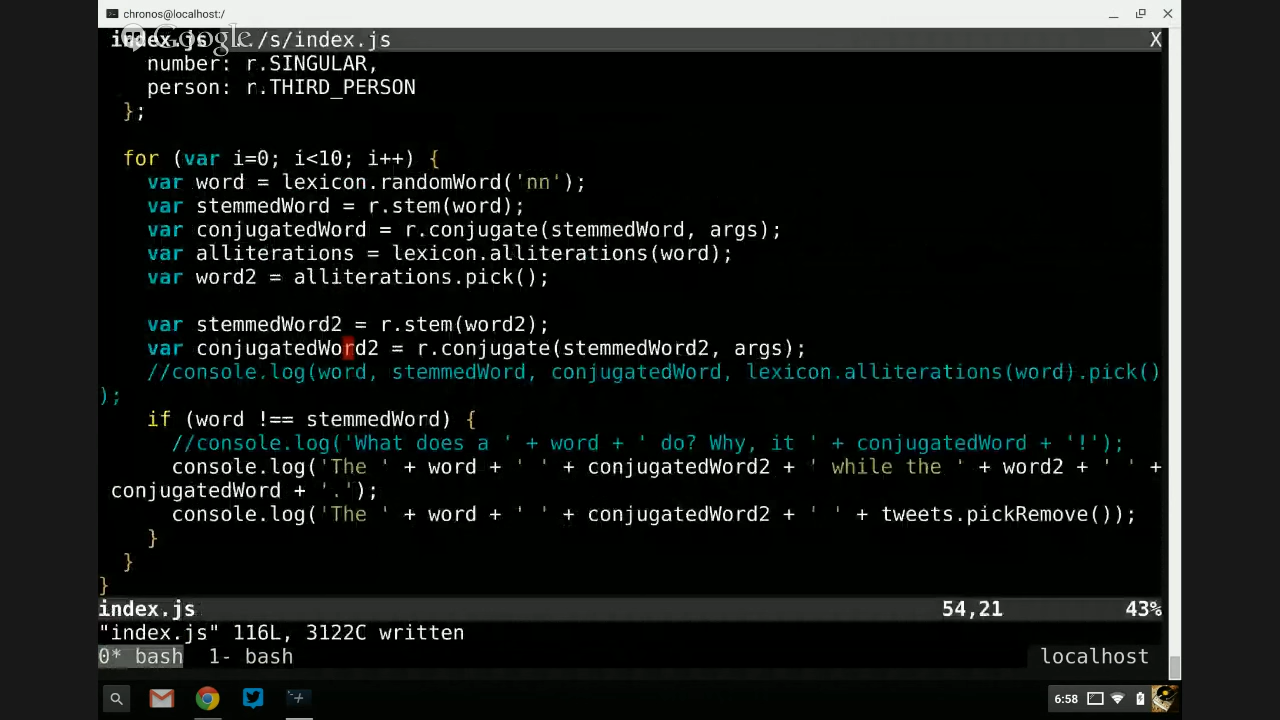 chronos@localhost:/
Google
index.js ./s/index.js X
number: r.SINGULAR,
person: r.THIRD_PERSON
};
for (var i=0; i<10; i++) {
var word = lexicon.randomWord('nn');
var stemmedWord = r.stem(word);
var conjugatedWord = r.conjugate(stemmedWord, args);
var alliterations = lexicon.alliterations(word);
var word2 = alliterations.pick();
var stemmedWord2 = r.stem(word2);
var conjugatedWord2 = r.conjugate(stemmedWord2, args);
//console.log(word, stemmedWord, conjugatedWord, lexicon.alliterations(word).pick()
);
if (word !== stemmedWord) {
//console.log('What does a ' + word + ' do? Why, it ' + conjugatedWord + '!');
console.log('The ' + word + ' ' + conjugatedWord2 + ' while the ' + word2 + ' ' +
conjugatedWord + '.');
console.log('The ' + word + ' ' + conjugatedWord2 + ' ' + tweets.pickRemove());
}
}
}
index.js 54,21 43%
"index.js" 116L, 3122C written
0* bash 1- bash localhost
6:58